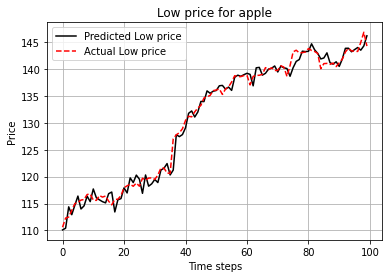 Low price for apple
Predicted Low price
Actual Low price
Price
145
140
135
130
125
120
115
110
0
20
40
60
80
100
Time steps